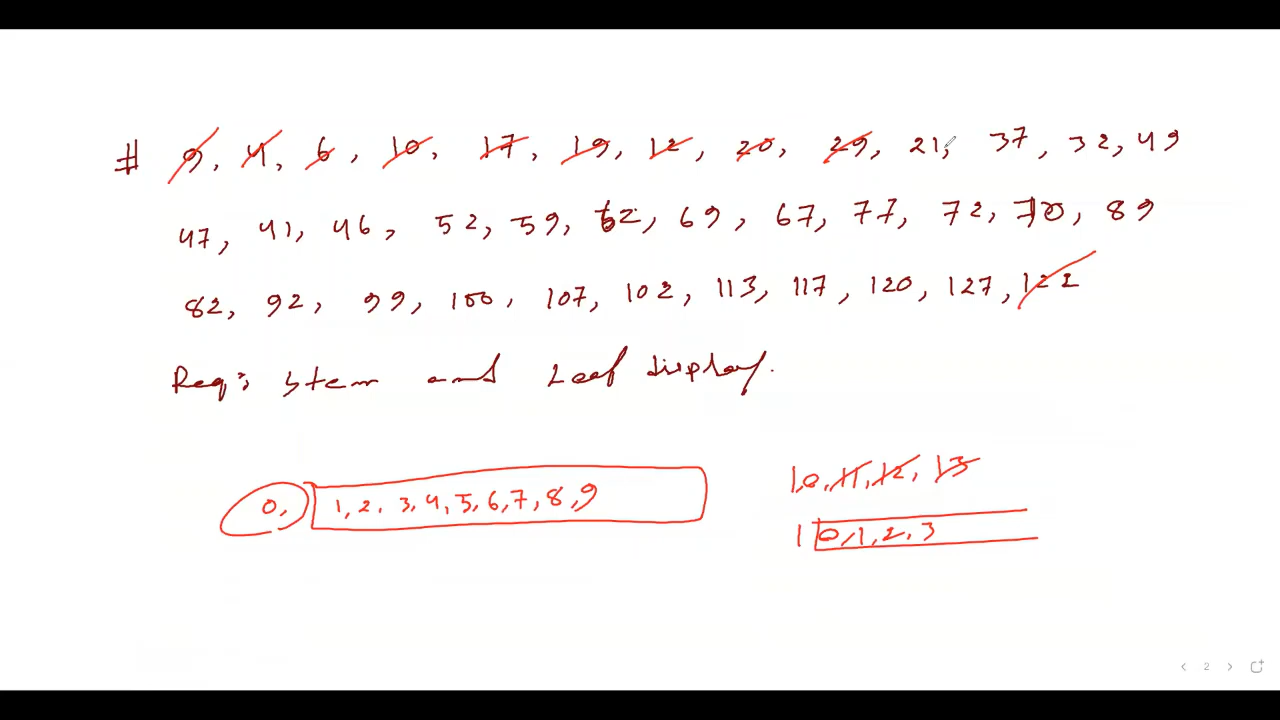 # 9, 4, 6, 10, 17, 19, 12, 20, 29, 21, 37, 32, 49
47, 41, 46, 52, 59, 62, 69, 67, 77, 72, 70, 89
82, 92, 99, 100, 107, 102, 113, 117, 120, 127, 122
Req: Stem and Leaf display.
0, 1, 2, 3, 4, 5, 6, 7, 8, 9
10, 11, 12, 13
1 0, 1, 2, 3
2